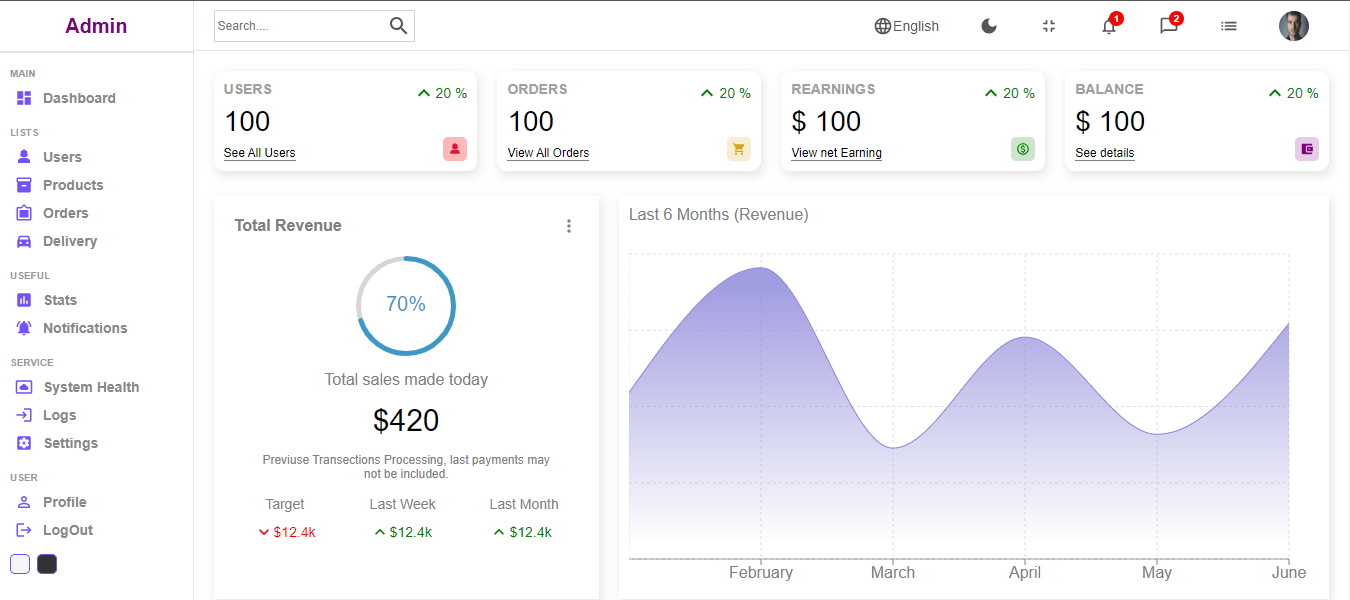 Admin
Search....
English
1
2
MAIN
Dashboard
LISTS
Users
Products
Orders
Delivery
USEFUL
Stats
Notifications
SERVICE
System Health
Logs
Settings
USER
Profile
LogOut
USERS
20 %
100
See All Users
ORDERS
20 %
100
View All Orders
REARNINGS
20 %
$ 100
View net Earning
BALANCE
20 %
$ 100
See details
Total Revenue
70%
Total sales made today
$420
Previuse Transections Processing, last payments may
not be included.
Target
Last Week
Last Month
$12.4k
$12.4k
$12.4k
Last 6 Months (Revenue)
February
March
April
May
June